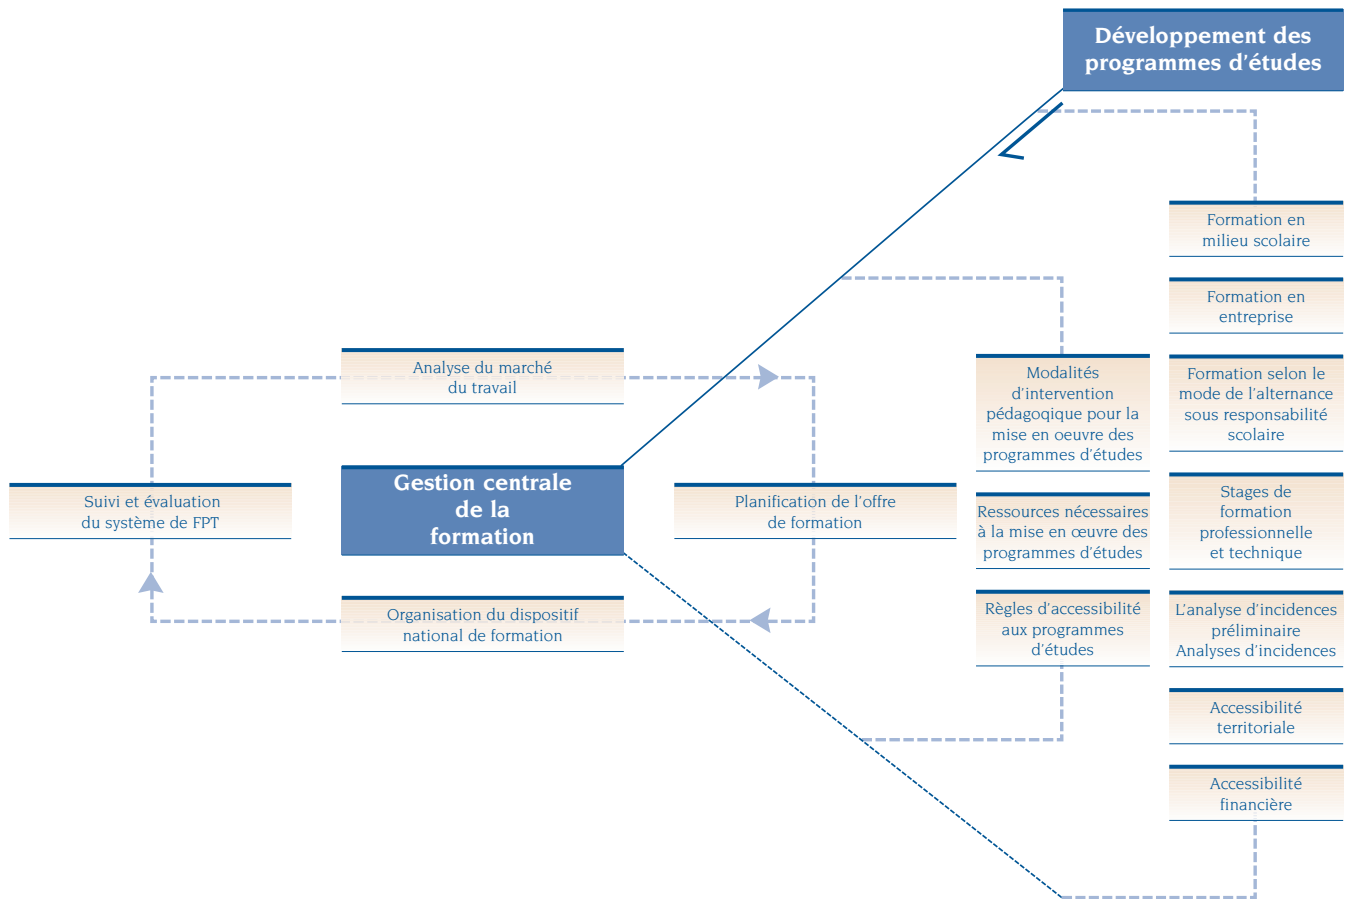 Développement des
programmes d'études
Formation en
milieu scolaire
Formation en
entreprise
Analyse du marché
du travail
Modalités
d'intervention
pédagoqique pour la
mise en oeuvre des
programmes d'études
Formation selon le
mode de l'alternance
sous responsabilité
scolaire
Suivi et évaluation
du système de FPT
Gestion centrale
de la
formation
Planification de l'offre
de formation
Ressources nécessaires
à la mise en œuvre des
programmes d'études
Stages de
formation
professionnelle
et technique
Organisation du dispositif
national de formation
Règles d'accessibilité
aux programmes
d'études
L'analyse d'incidences
préliminaire
Analyses d'incidences
Accessibilité
territoriale
Accessibilité
financière